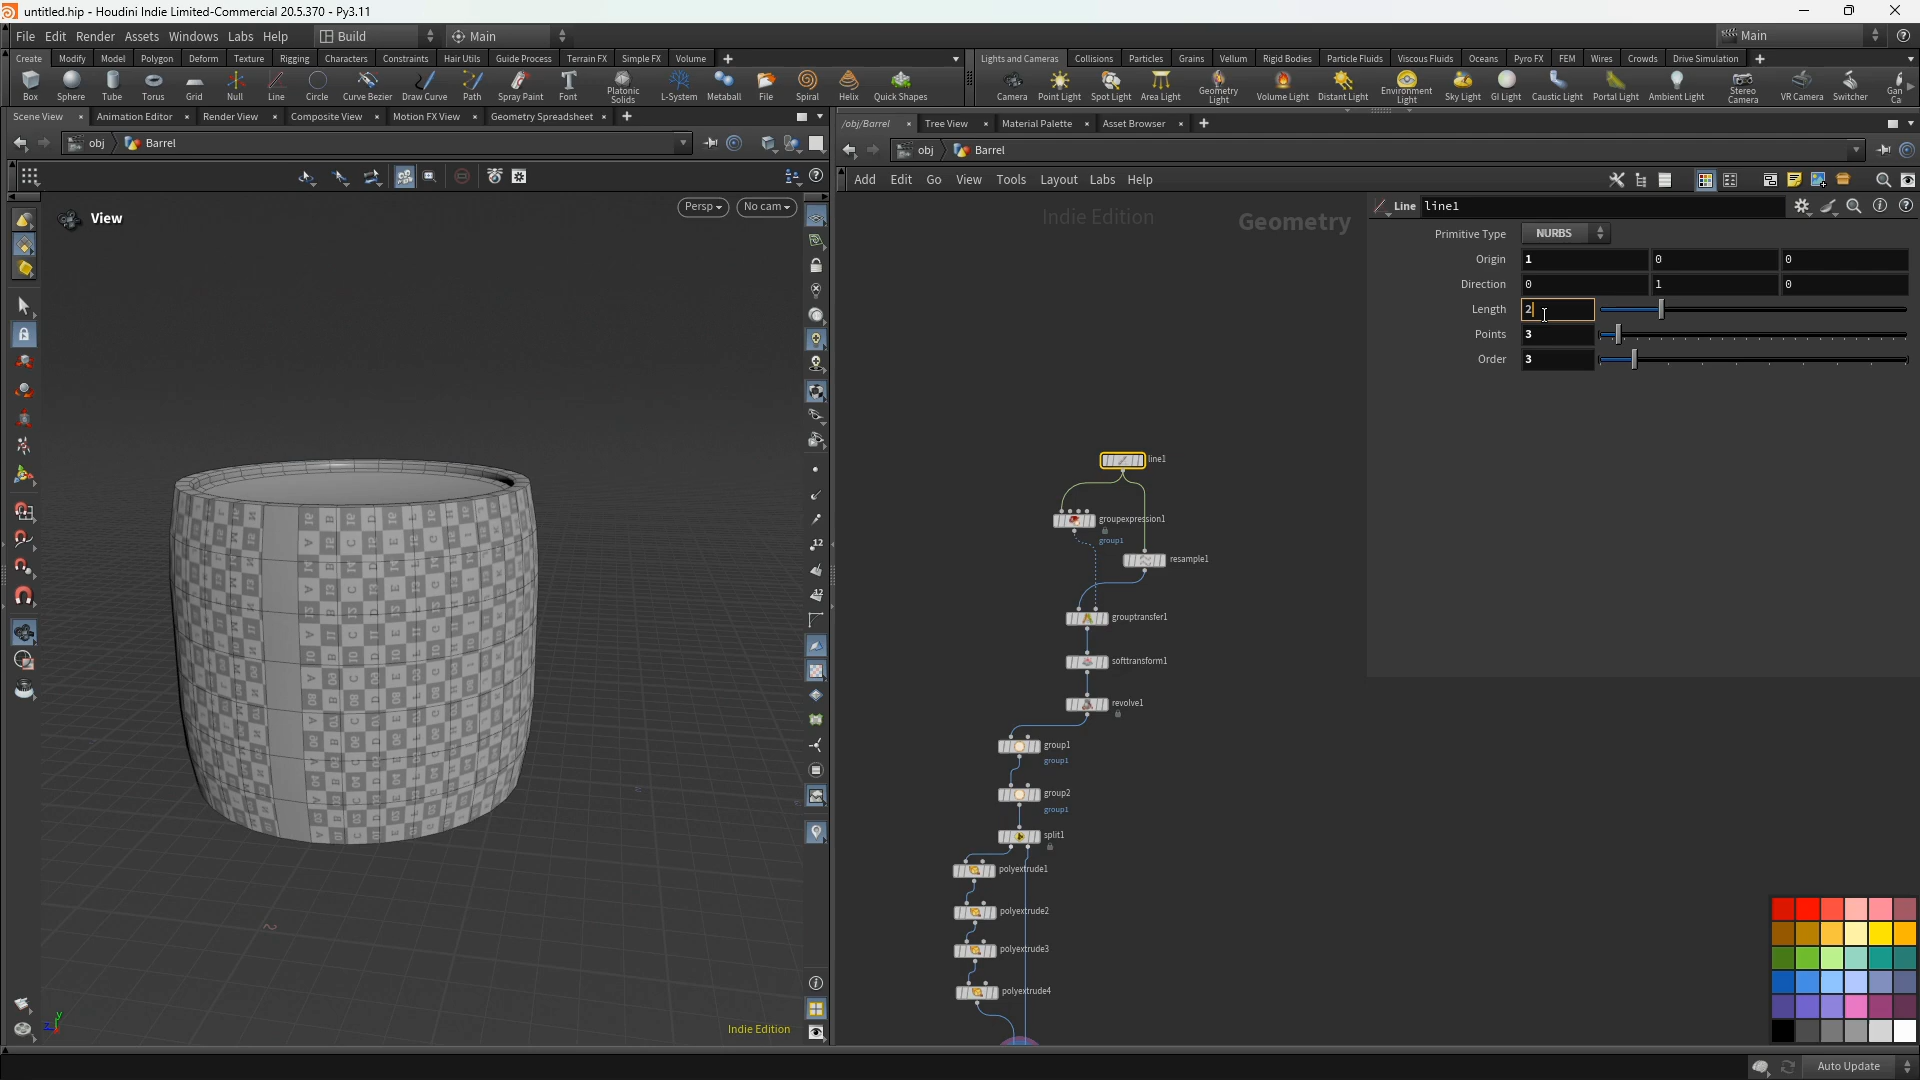 untitled.hip - Houdini Indie Limited-Commercial 20.5.370 - Py3.11
File Edit Render Assets Windows Labs Help Build Main Main
Create Modify Model Polygon Deform Texture Rigging Characters Constraints Hair Utils Guide Process Terrain FX Simple FX Volume
Lights and Cameras Collisions Particles Grains Vellum Rigid Bodies Particle Fluids Viscous Fluids Oceans Pyro FX FEM Wires Crowds Drive Simulation
Box Sphere Tube Torus Grid Null Line Circle Curve Bezier Draw Curve Path Spray Paint Font Platonic Solids L-System Metaball File Spiral Helix Quick Shapes
Camera Point Light Spot Light Area Light Geometry Light Volume Light Distant Light Environment Light Sky Light GI Light Caustic Light Portal Light Ambient Light Stereo Camera VR Camera Switcher Gan Ca
Scene View Animation Editor Render View Composite View Motion FX View Geometry Spreadsheet
/obj/Barrel Tree View Material Palette Asset Browser
obj Barrel
obj Barrel
Add Edit Go View Tools Layout Labs Help
View
Persp No cam
Indie Edition
Geometry
Line line1
Primitive Type NURBS
Origin 1 0 0
Direction 0 1 0
Length 2
Points 3
Order 3
line1
groupexpression1
group1
resample1
grouptransfer1
softtransform1
revolve1
group1
group1
group2
group1
split1
polyextrude1
polyextrude2
polyextrude3
polyextrude4
12
12
z y
Indie Edition
Auto Update